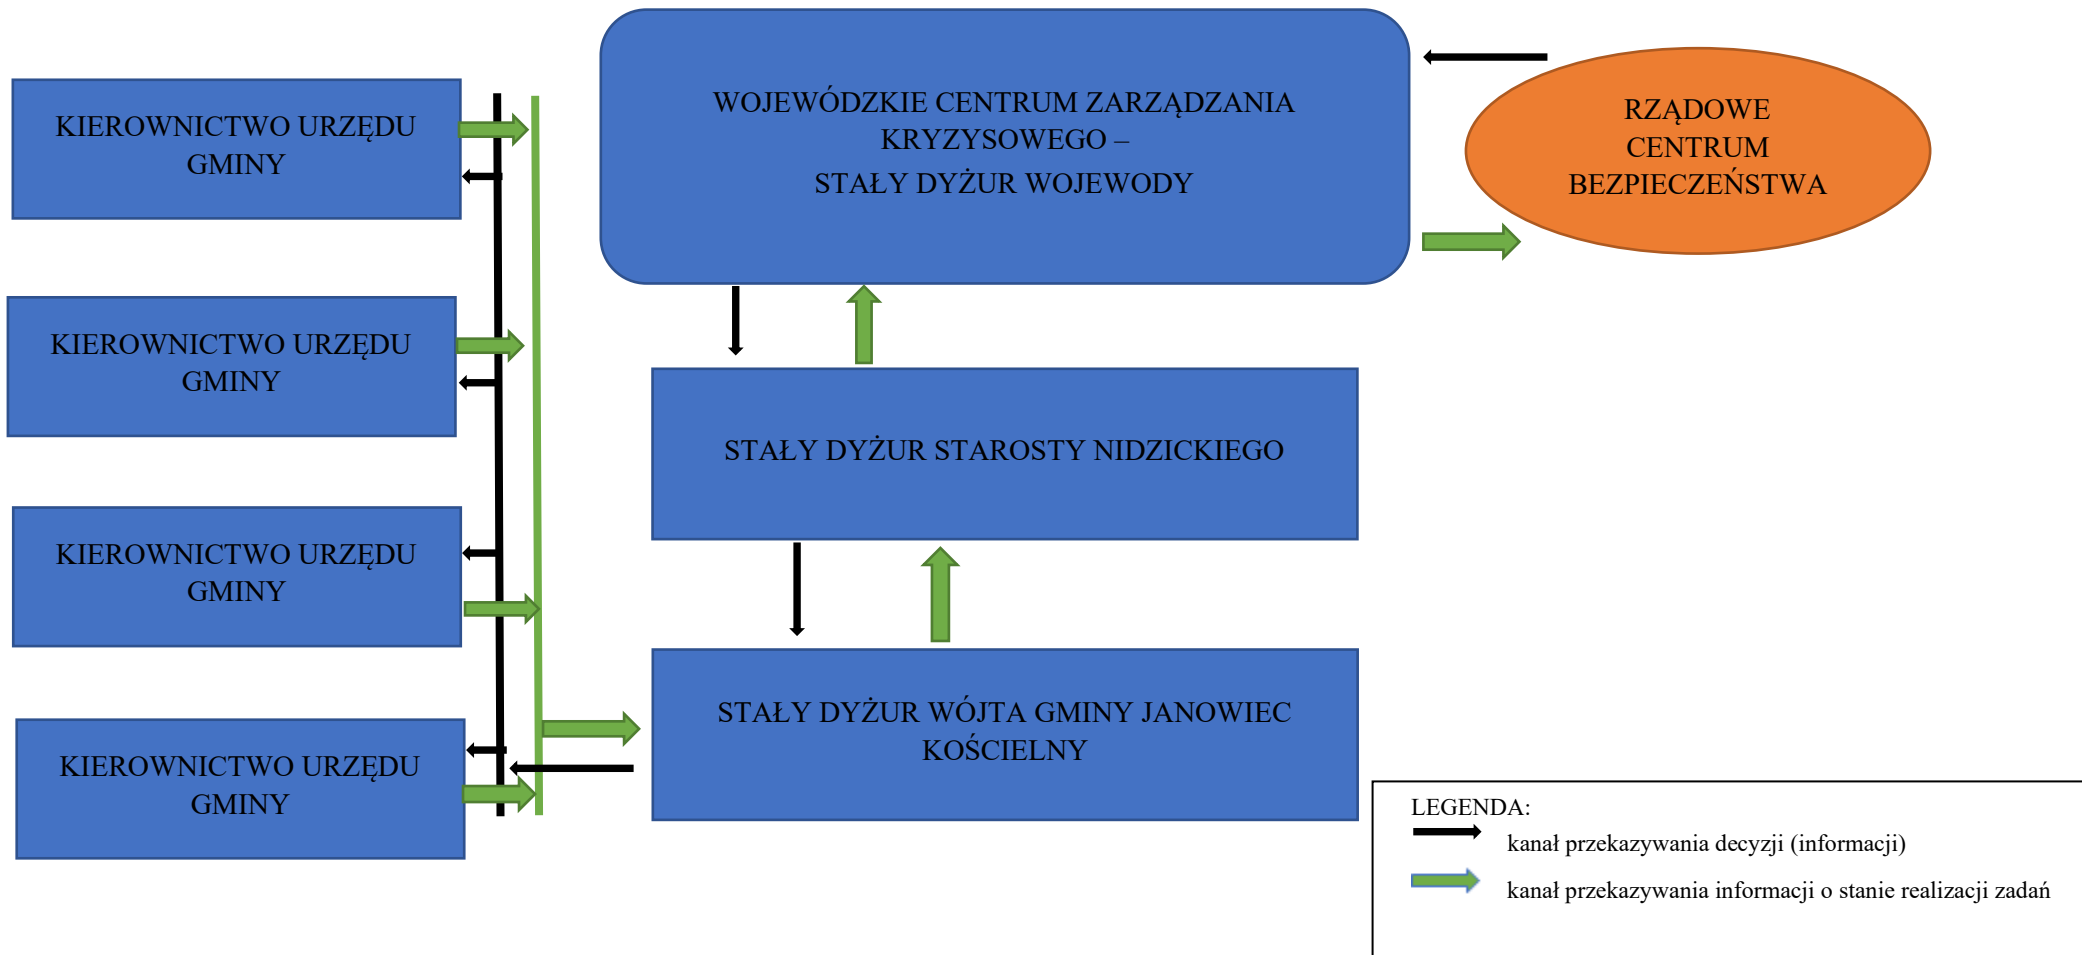 WOJEWÓDZKIE CENTRUM ZARZĄDZANIA
KRYZYSOWEGO –
STAŁY DYŻUR WOJEWODY
RZĄDOWE
CENTRUM
BEZPIECZEŃSTWA
KIEROWNICTWO URZĘDU
GMINY
KIEROWNICTWO URZĘDU
GMINY
STAŁY DYŻUR STAROSTY NIDZICKIEGO
KIEROWNICTWO URZĘDU
GMINY
STAŁY DYŻUR WÓJTA GMINY JANOWIEC
KOŚCIELNY
KIEROWNICTWO URZĘDU
GMINY
LEGENDA:
kanał przekazywania decyzji (informacji)
kanał przekazywania informacji o stanie realizacji zadań